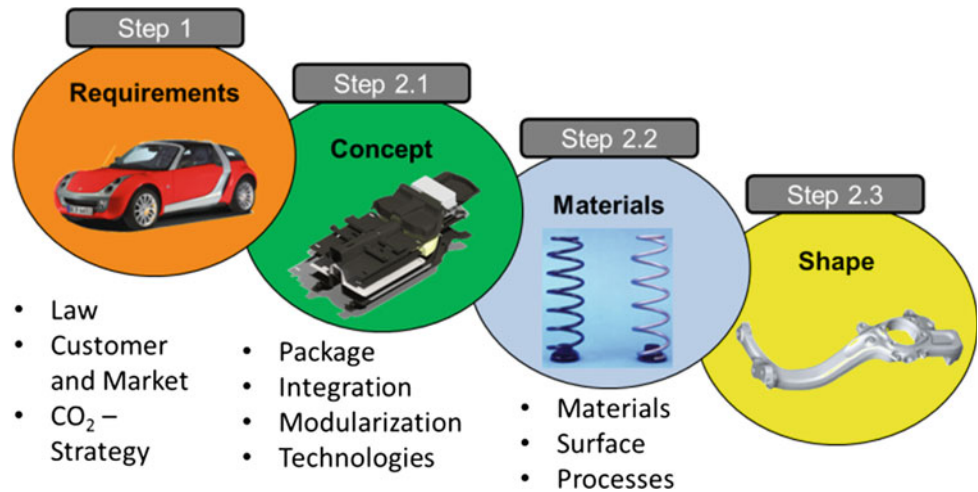 Step 1
Requirements
• Law
• Customer
and Market
• CO₂ –
Strategy
Step 2.1
Concept
• Package
• Integration
• Modularization
• Technologies
Step 2.2
Materials
• Materials
• Surface
• Processes
Step 2.3
Shape